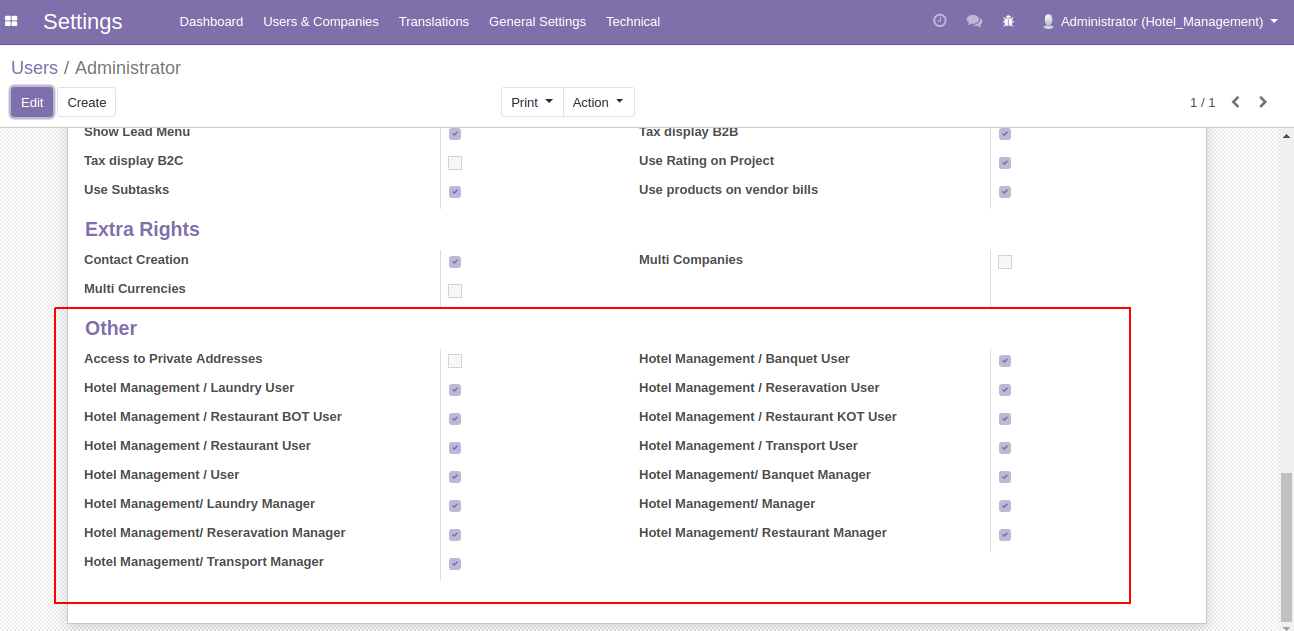 Settings Dashboard Users & Companies Translations General Settings Technical Administrator (Hotel_Management)
Users / Administrator
Edit Create Print Action 1 / 1
Show Lead Menu Tax display B2B
Tax display B2C Use Rating on Project
Use Subtasks Use products on vendor bills
Extra Rights
Contact Creation Multi Companies
Multi Currencies
Other
Access to Private Addresses Hotel Management / Banquet User
Hotel Management / Laundry User Hotel Management / Reseravation User
Hotel Management / Restaurant BOT User Hotel Management / Restaurant KOT User
Hotel Management / Restaurant User Hotel Management / Transport User
Hotel Management / User Hotel Management/ Banquet Manager
Hotel Management/ Laundry Manager Hotel Management/ Manager
Hotel Management/ Reseravation Manager Hotel Management/ Restaurant Manager
Hotel Management/ Transport Manager